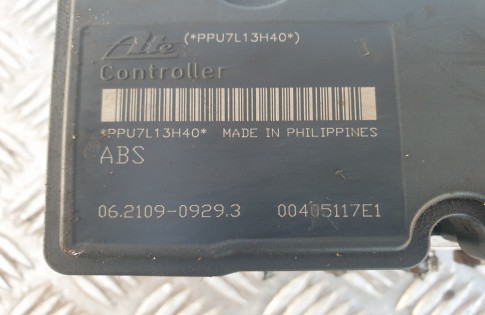 Ate (*PPU7L13H40*)
Controller
*PPU7L13H40* MADE IN PHILIPPINES
ABS
06.2109-0929.3 00405117E1